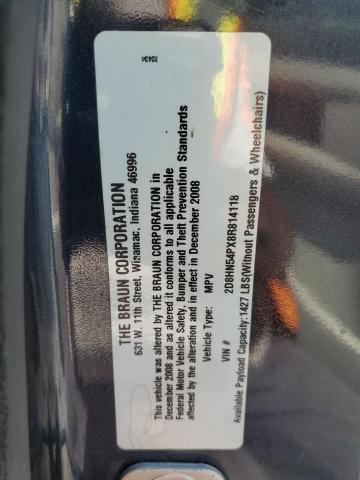 THE BRAUN CORPORATION
631 W. 11th Street, Winamac, Indiana 46996
This vehicle was altered by THE BRAUN CORPORATION in
December 2008 and as altered it conforms to all applicable
Federal Motor Vehicle Safety, Bumper and Theft Prevention Standards
affected by the alteration and in effect in December 2008
Vehicle Type: MPV
VIN # 2D8HN54PX8R814118
Available Payload Capacity:1427 LBS(Without Passengers & Wheelchairs)